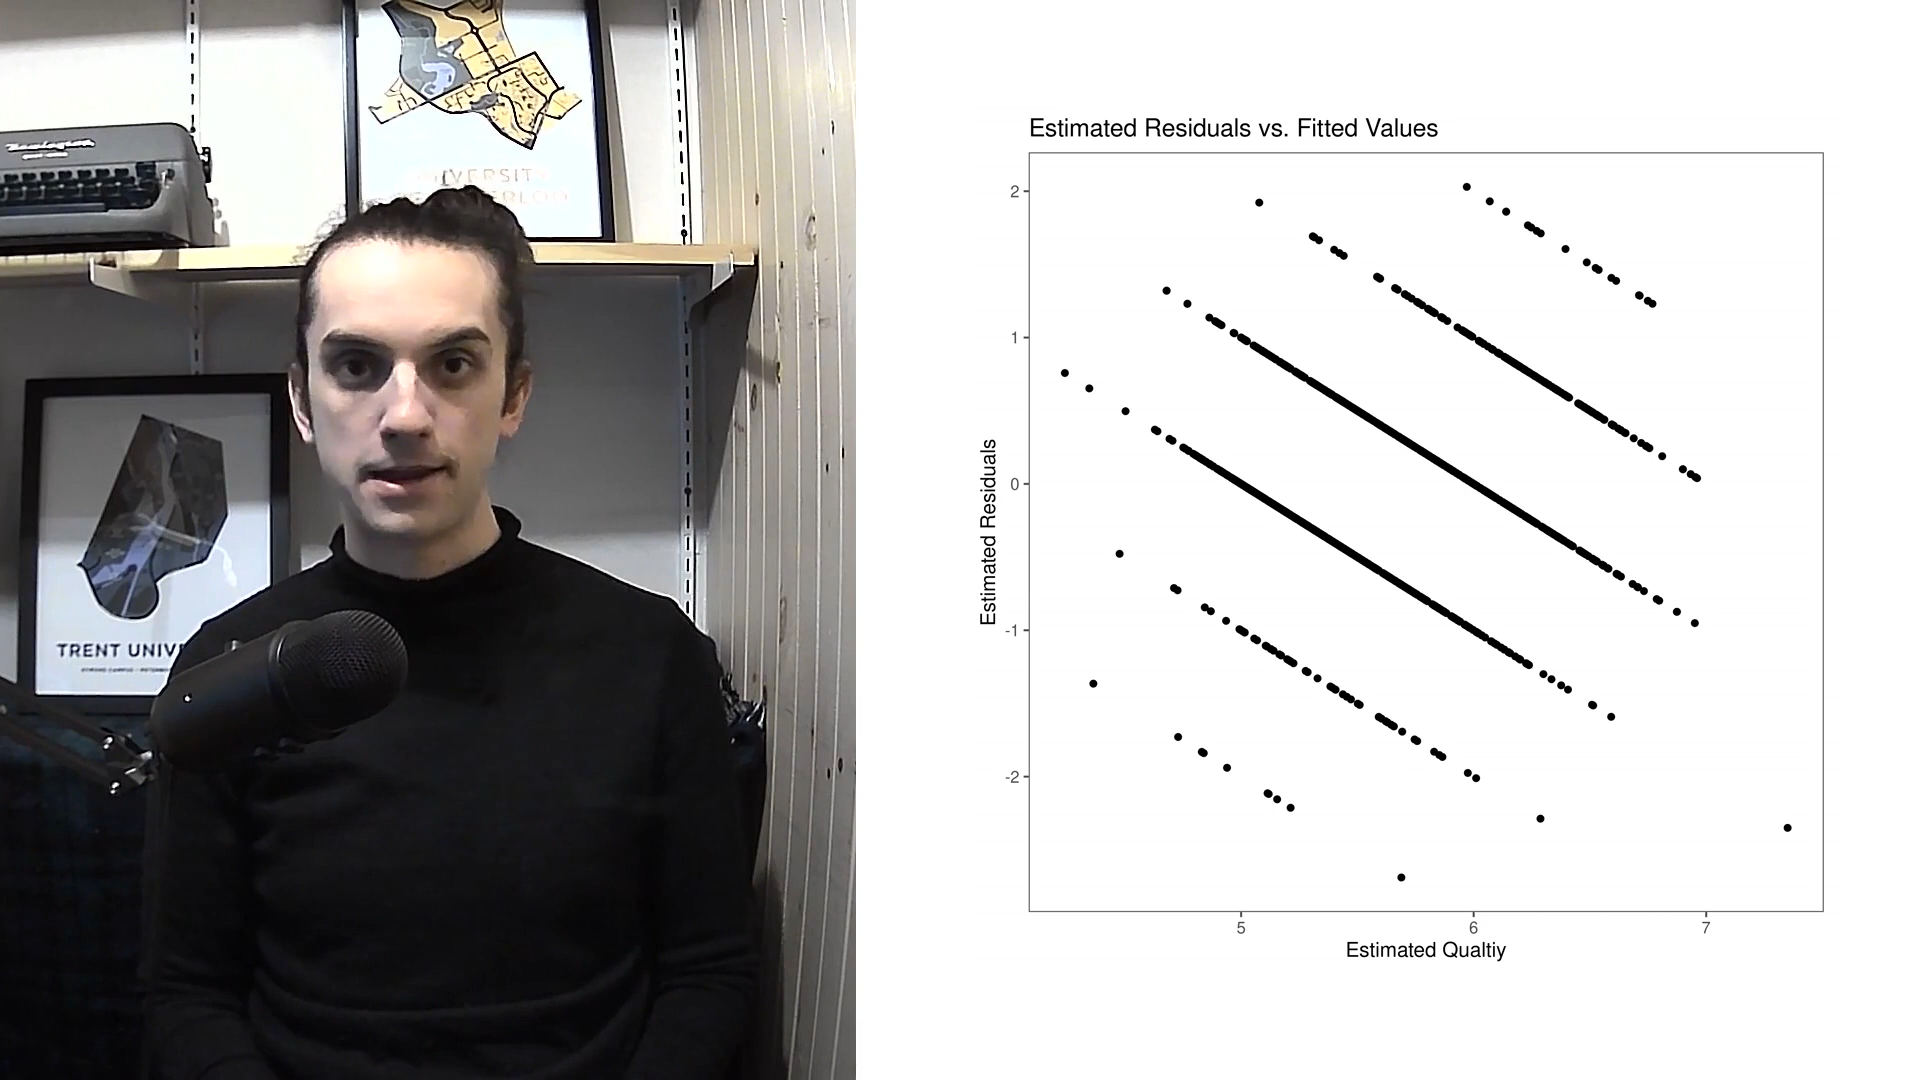 UNIVERSITY
TRENT UNIV
Estimated Residuals vs. Fitted Values
2
1
0
-1
-2
Estimated Residuals
5
6
7
Estimated Qualtiy